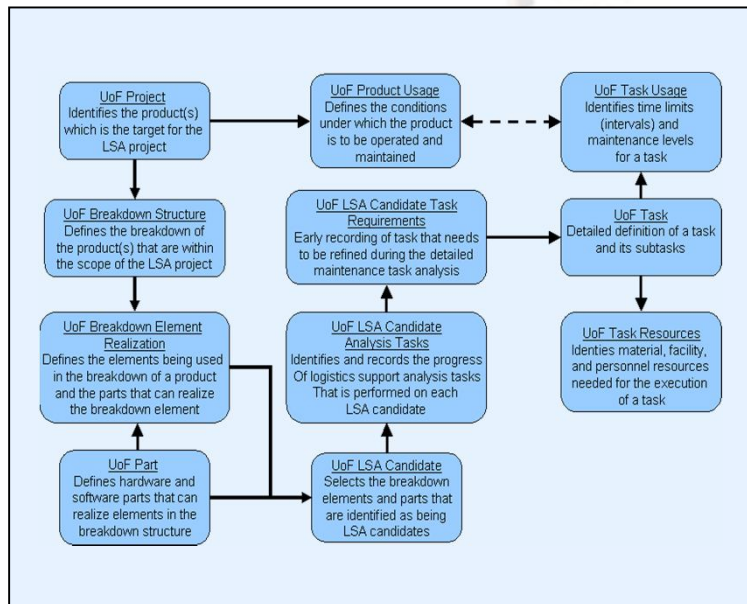 UoF Project
Identifies the product(s)
which is the target for the
LSA project
UoF Product Usage
Defines the conditions
under which the product
is to be operated and
maintained
UoF Task Usage
Identifies time limits
(intervals) and
maintenance levels
for a task
UoF Breakdown Structure
Defines the breakdown
of the product(s) that are within
the scope of the LSA project
UoF LSA Candidate Task
Requirements
Early recording of task that needs
to be refined during the detailed
maintenance task analysis
UoF Task
Detailed definition of a task
and its subtasks
UoF Breakdown Element
Realization
Defines the elements being used
in the breakdown of a product
and the parts that can realize
the breakdown element
UoF LSA Candidate
Analysis Tasks
Identifies and records the progress
Of logistics support analysis tasks
That is performed on each
LSA candidate
UoF Task Resources
Identies material, facility,
and personnel resources
needed for the execution
of a task
UoF Part
Defines hardware and
software parts that can
realize elements in the
breakdown structure
UoF LSA Candidate
Selects the breakdown
elements and parts that
are identified as being
LSA candidates